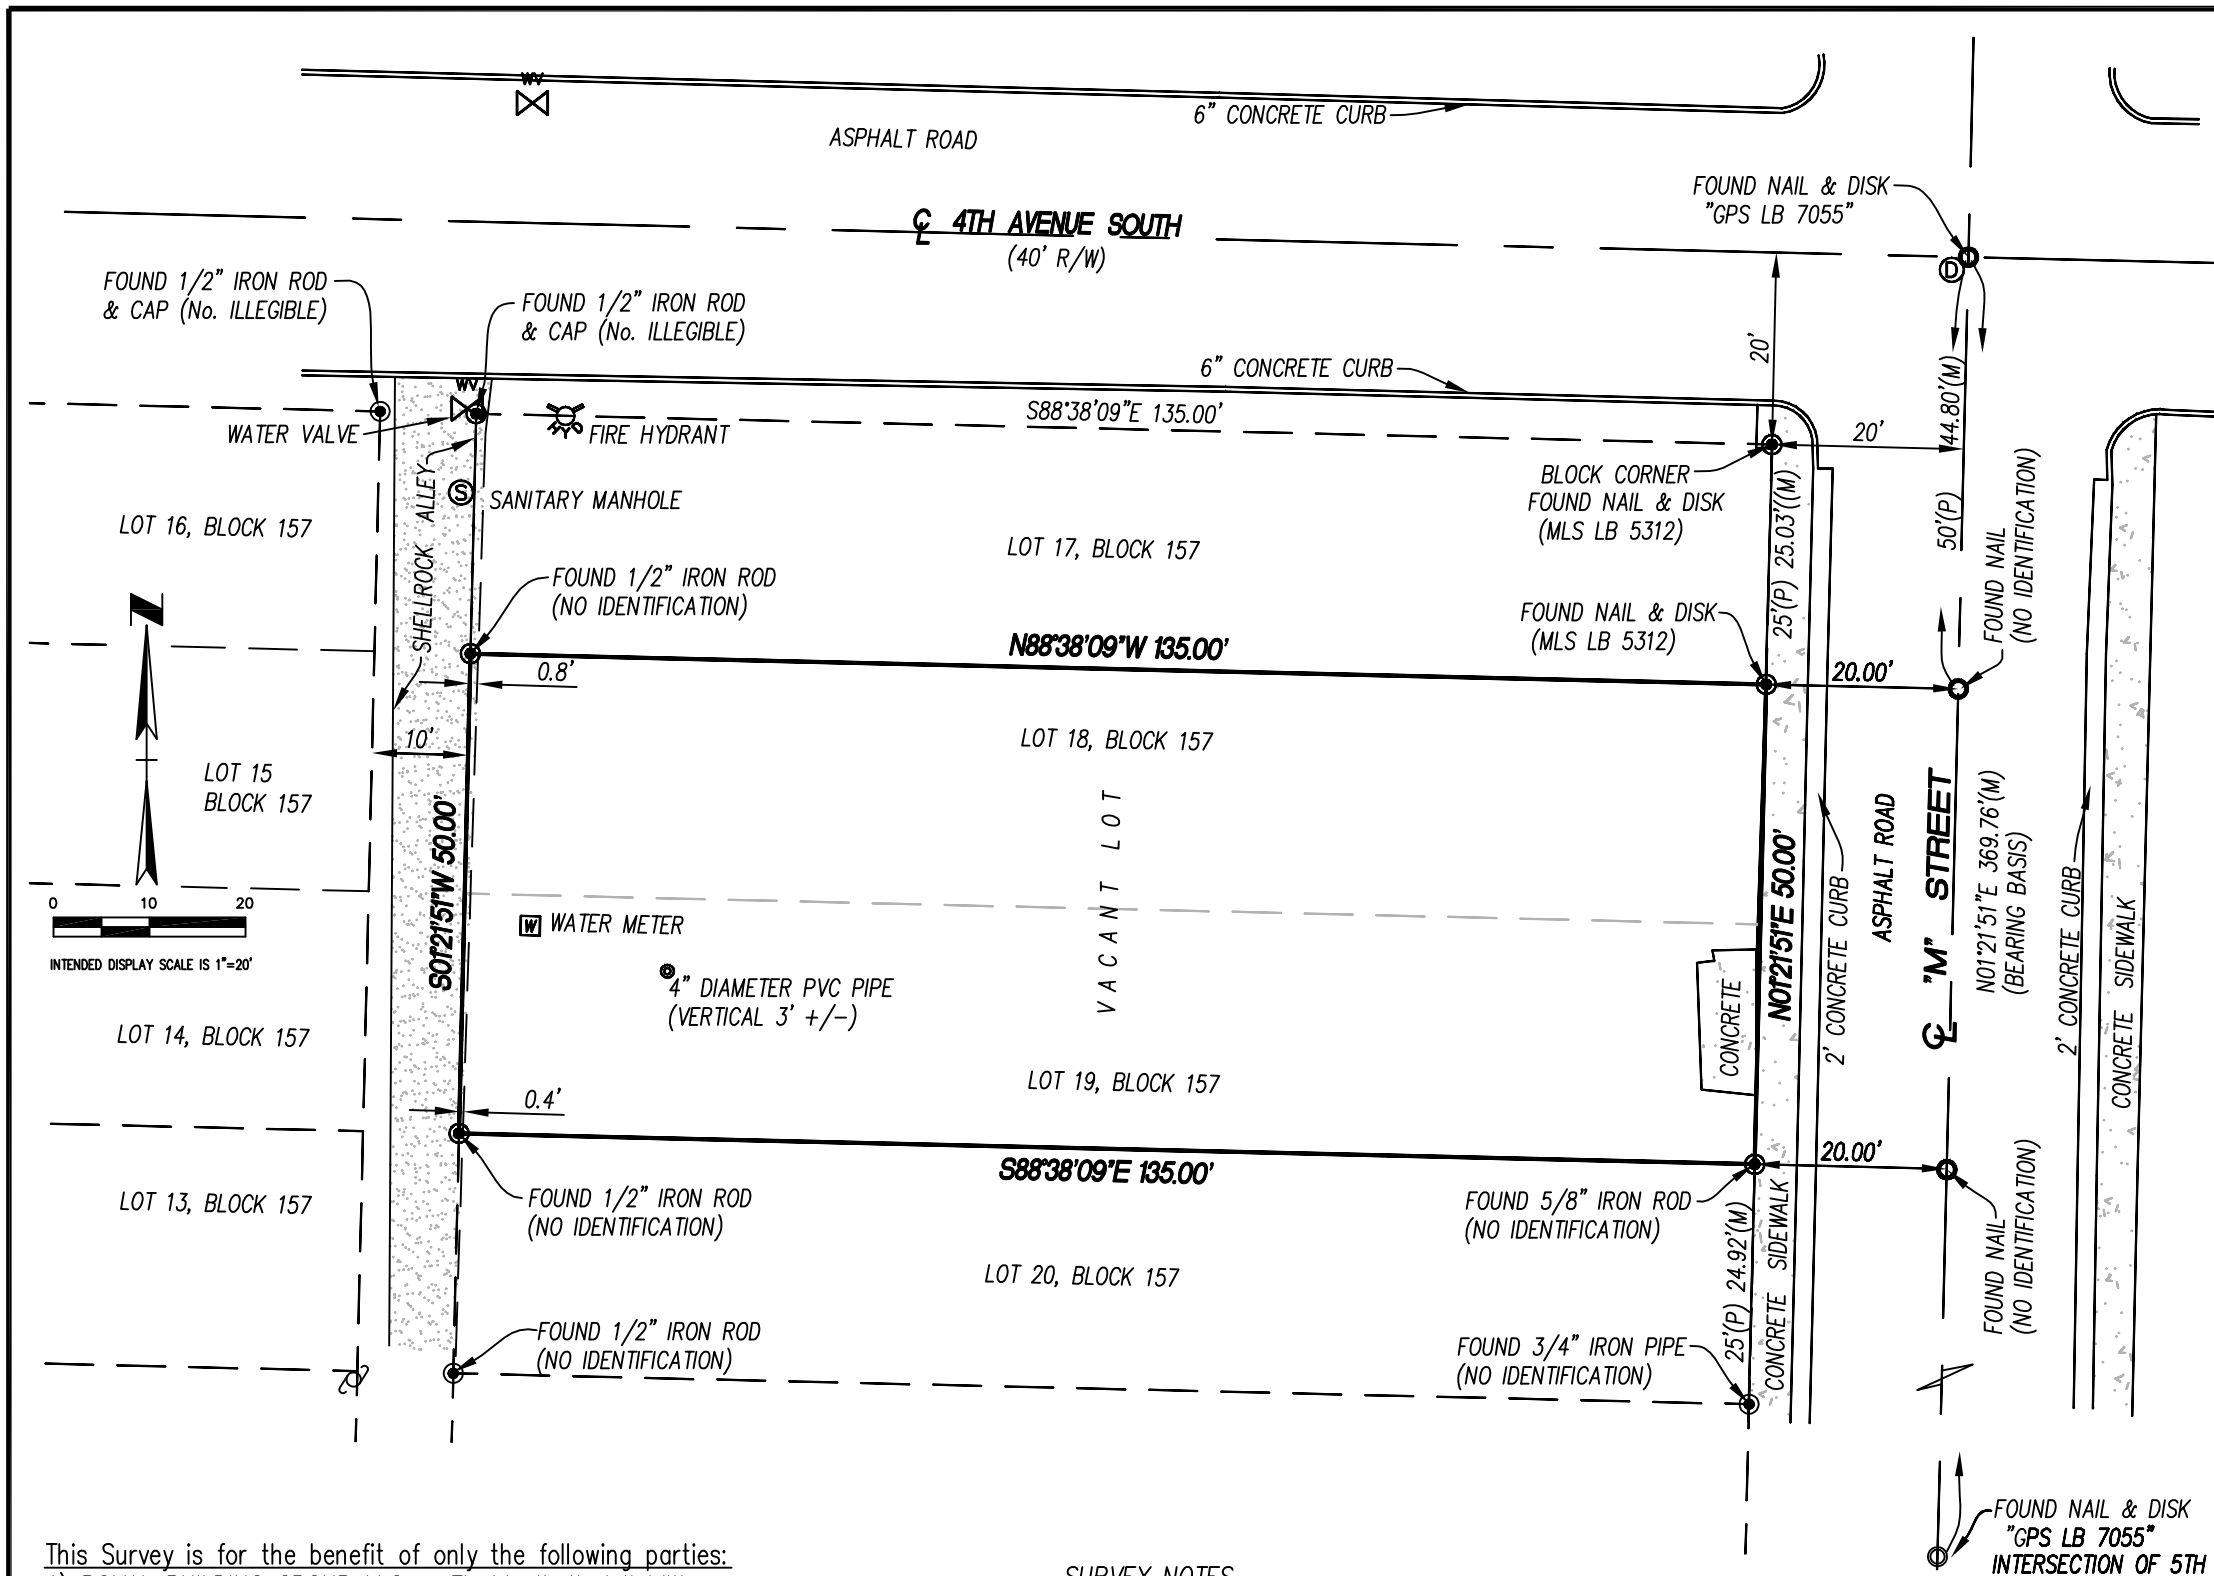 WV
6" CONCRETE CURB
ASPHALT ROAD
FOUND NAIL & DISK
"GPS LB 7055"
℄ 4TH AVENUE SOUTH
(40' R/W)
D
FOUND 1/2" IRON ROD
& CAP (No. ILLEGIBLE)
FOUND 1/2" IRON ROD
& CAP (No. ILLEGIBLE)
20'
44.80'(M)
50'(P)
6" CONCRETE CURB
WV
S88°38'09"E 135.00'
WATER VALVE
HYD
FIRE HYDRANT
20'
BLOCK CORNER
FOUND NAIL & DISK
(MLS LB 5312)
SHELLROCK ALLEY
S
SANITARY MANHOLE
LOT 16, BLOCK 157
LOT 17, BLOCK 157
25'(P) 25.03'((M)
FOUND NAIL
(NO IDENTIFICATION)
FOUND 1/2" IRON ROD
(NO IDENTIFICATION)
FOUND NAIL & DISK
(MLS LB 5312)
N
N88°38'09"W 135.00'
0.8'
20.00'
10'
LOT 18, BLOCK 157
LOT 15
BLOCK 157
S01°21'51"W 50.00'
VACANT LOT
N01°21'51"E 50.00'
2' CONCRETE CURB
ASPHALT ROAD
℄ "M" STREET
N01°21'51"E 369.76'(M)
(BEARING BASIS)
2' CONCRETE CURB
CONCRETE SIDEWALK
0 10 20
INTENDED DISPLAY SCALE IS 1"=20'
W
WATER METER
4" DIAMETER PVC PIPE
(VERTICAL 3' +/-)
CONCRETE
LOT 14, BLOCK 157
LOT 19, BLOCK 157
0.4'
20.00'
S88°38'09"E 135.00'
LOT 13, BLOCK 157
FOUND 1/2" IRON ROD
(NO IDENTIFICATION)
FOUND 5/8" IRON ROD
(NO IDENTIFICATION)
25'(P) 24.92'(M)
CONCRETE SIDEWALK
FOUND NAIL
(NO IDENTIFICATION)
LOT 20, BLOCK 157
FOUND 1/2" IRON ROD
(NO IDENTIFICATION)
FOUND 3/4" IRON PIPE
(NO IDENTIFICATION)
FOUND NAIL & DISK
"GPS LB 7055"
INTERSECTION OF 5TH
This Survey is for the benefit of only the following parties:
SURVEY NOTES